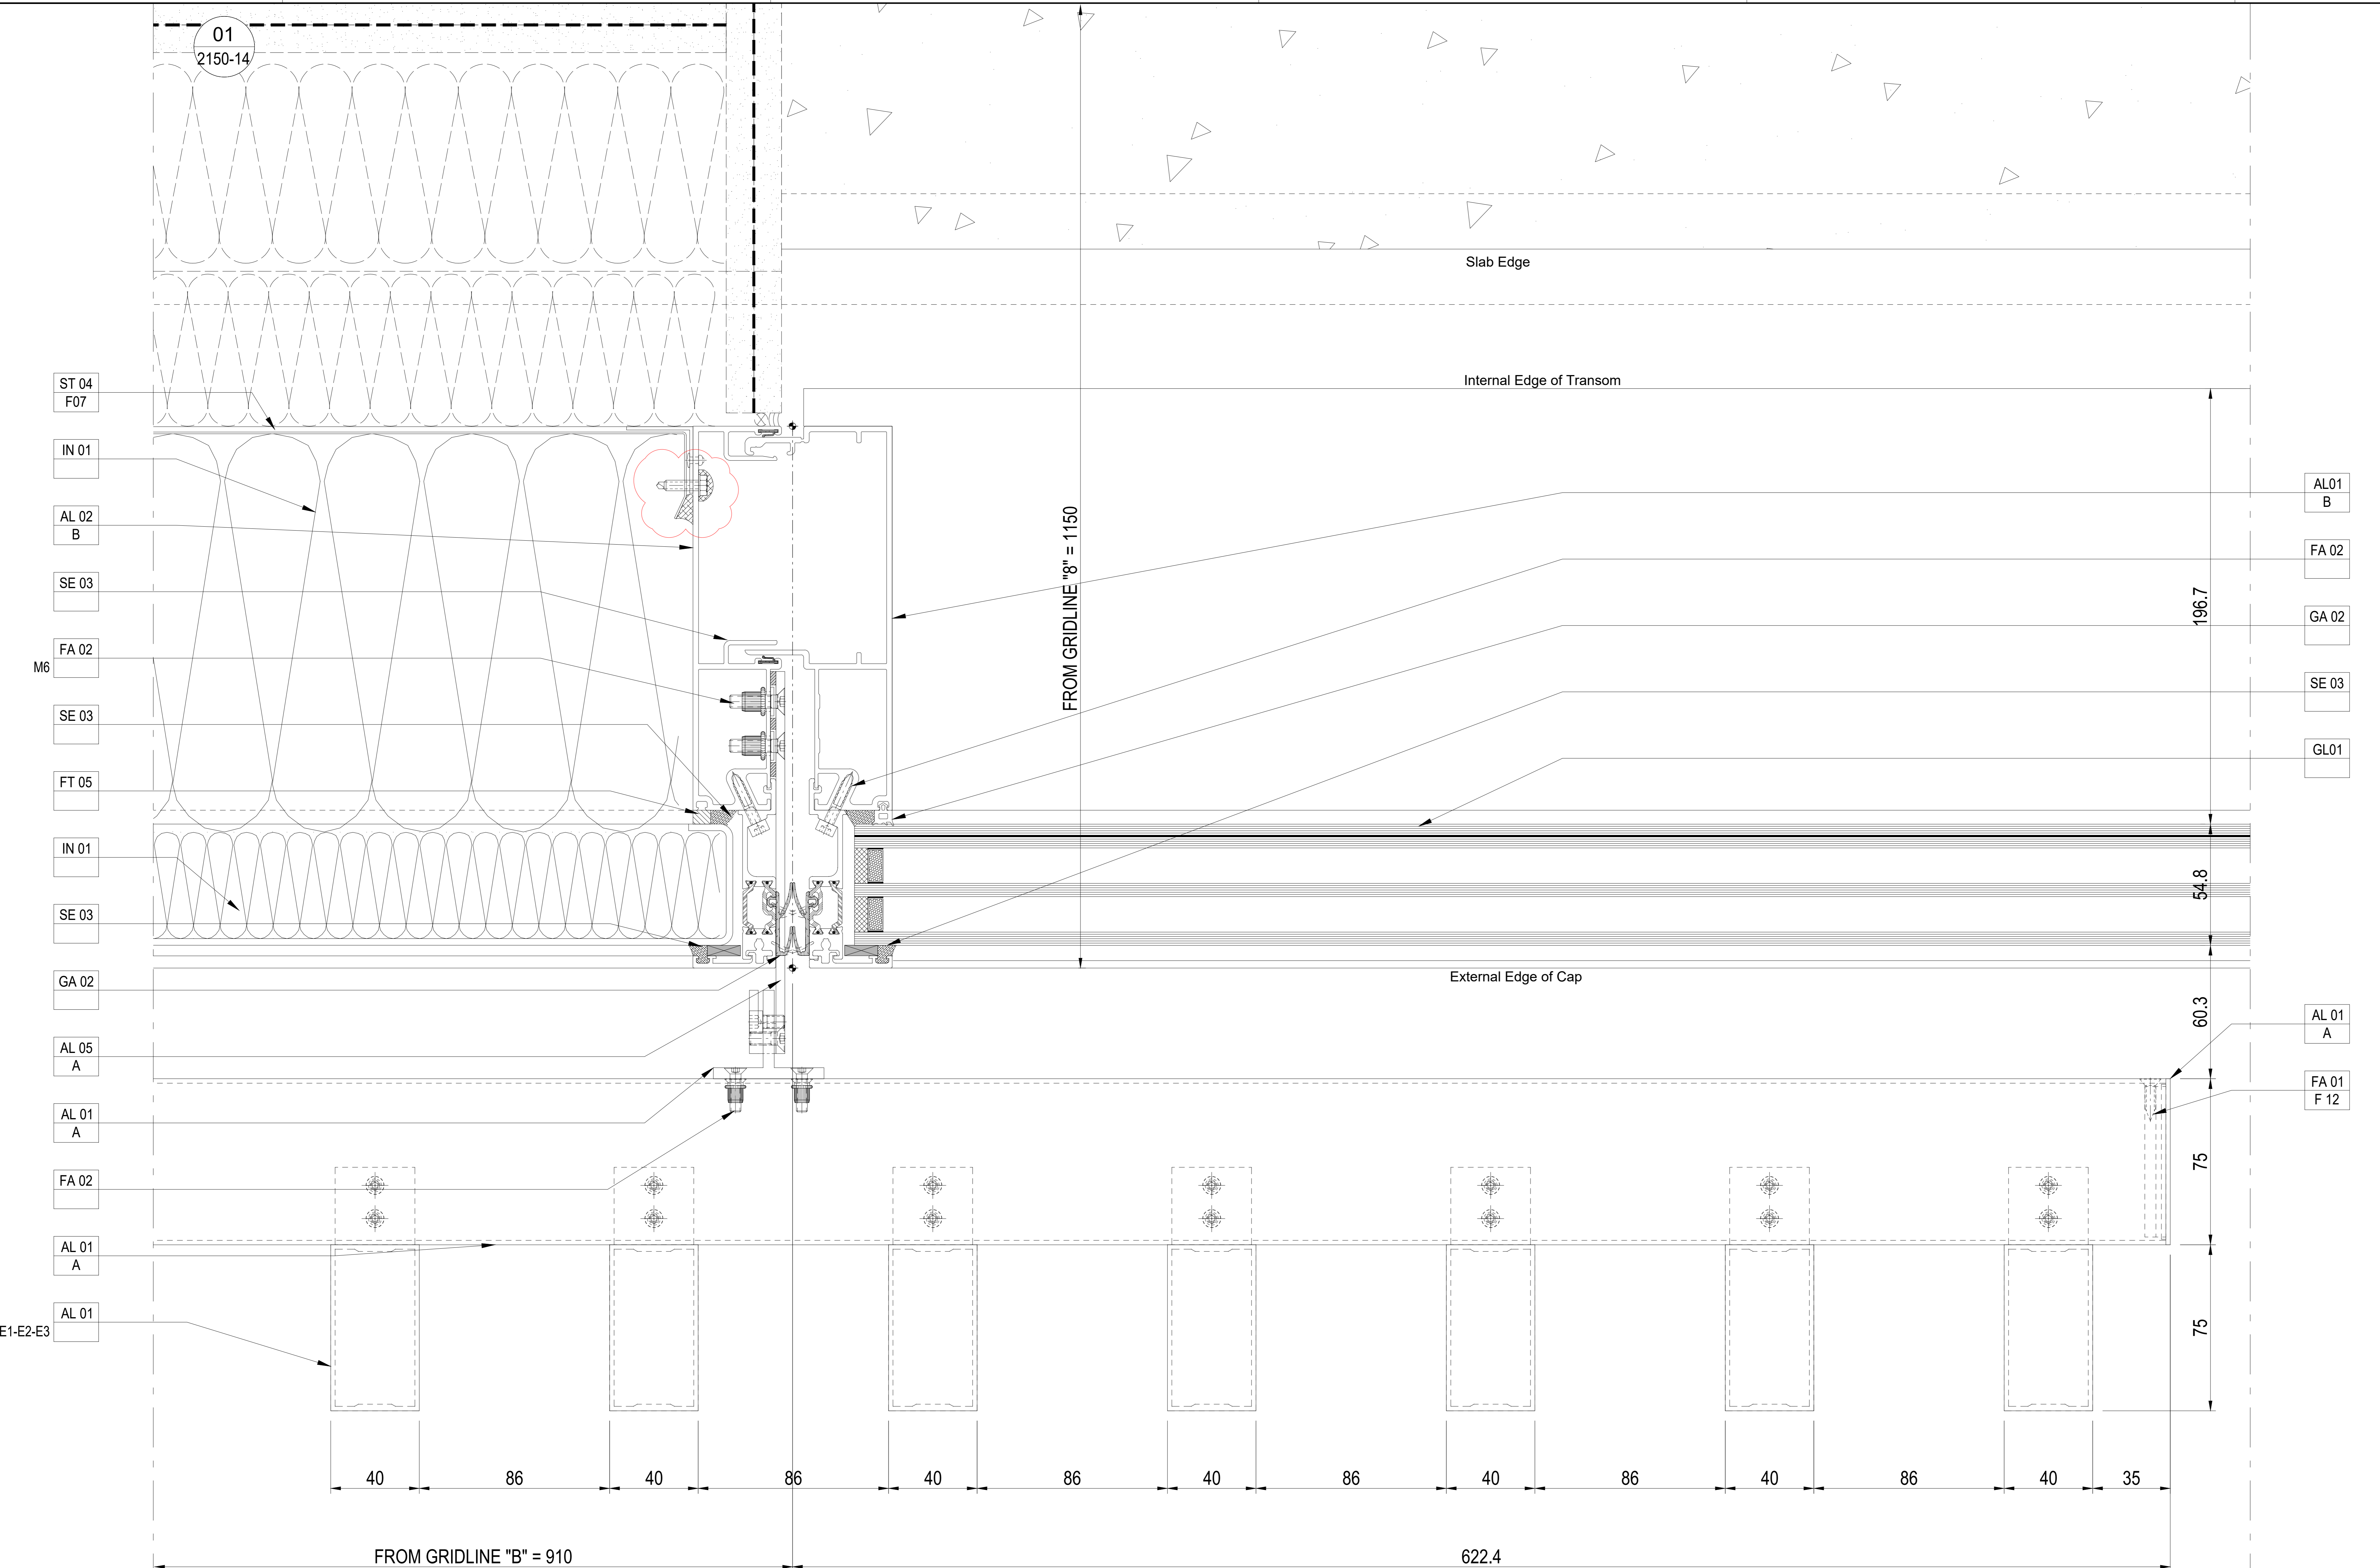 01
2150-14
Slab Edge
Internal Edge of Transom
ST 04
F07
IN 01
AL 02
B
SE 03
FA 02
M6
SE 03
FT 05
IN 01
SE 03
GA 02
AL 05
A
AL 01
A
FA 02
AL 01
A
AL 01
E1-E2-E3
FROM GRIDLINE "8" = 1150
External Edge of Cap
196.7
54.8
60.3
75
75
AL01
B
FA 02
GA 02
SE 03
GL01
AL 01
A
FA 01
F 12
40 86 40 86 40 86 40 86 40 86 40 86 40 35
FROM GRIDLINE "B" = 910 622.4